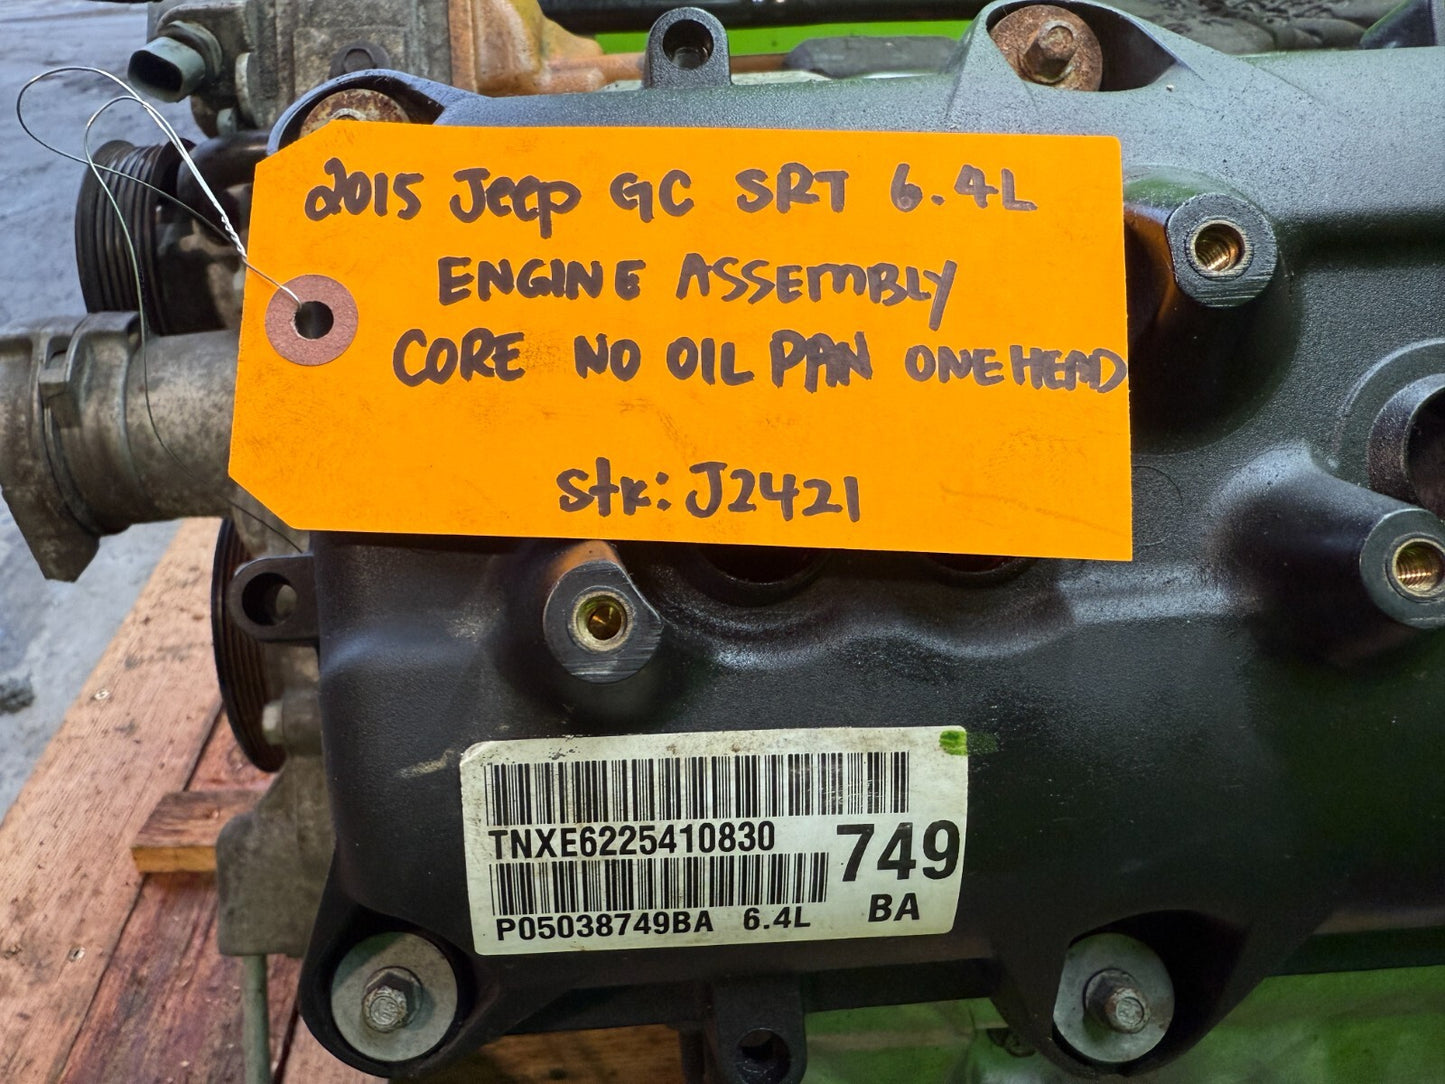 2015 Jeep GC SRT 6.4L
ENGINE ASSEMBLY
CORE NO OIL PAN ONE HEAD
stk: J2421
TNXE6225410830
749
P05038749BA 6.4L BA